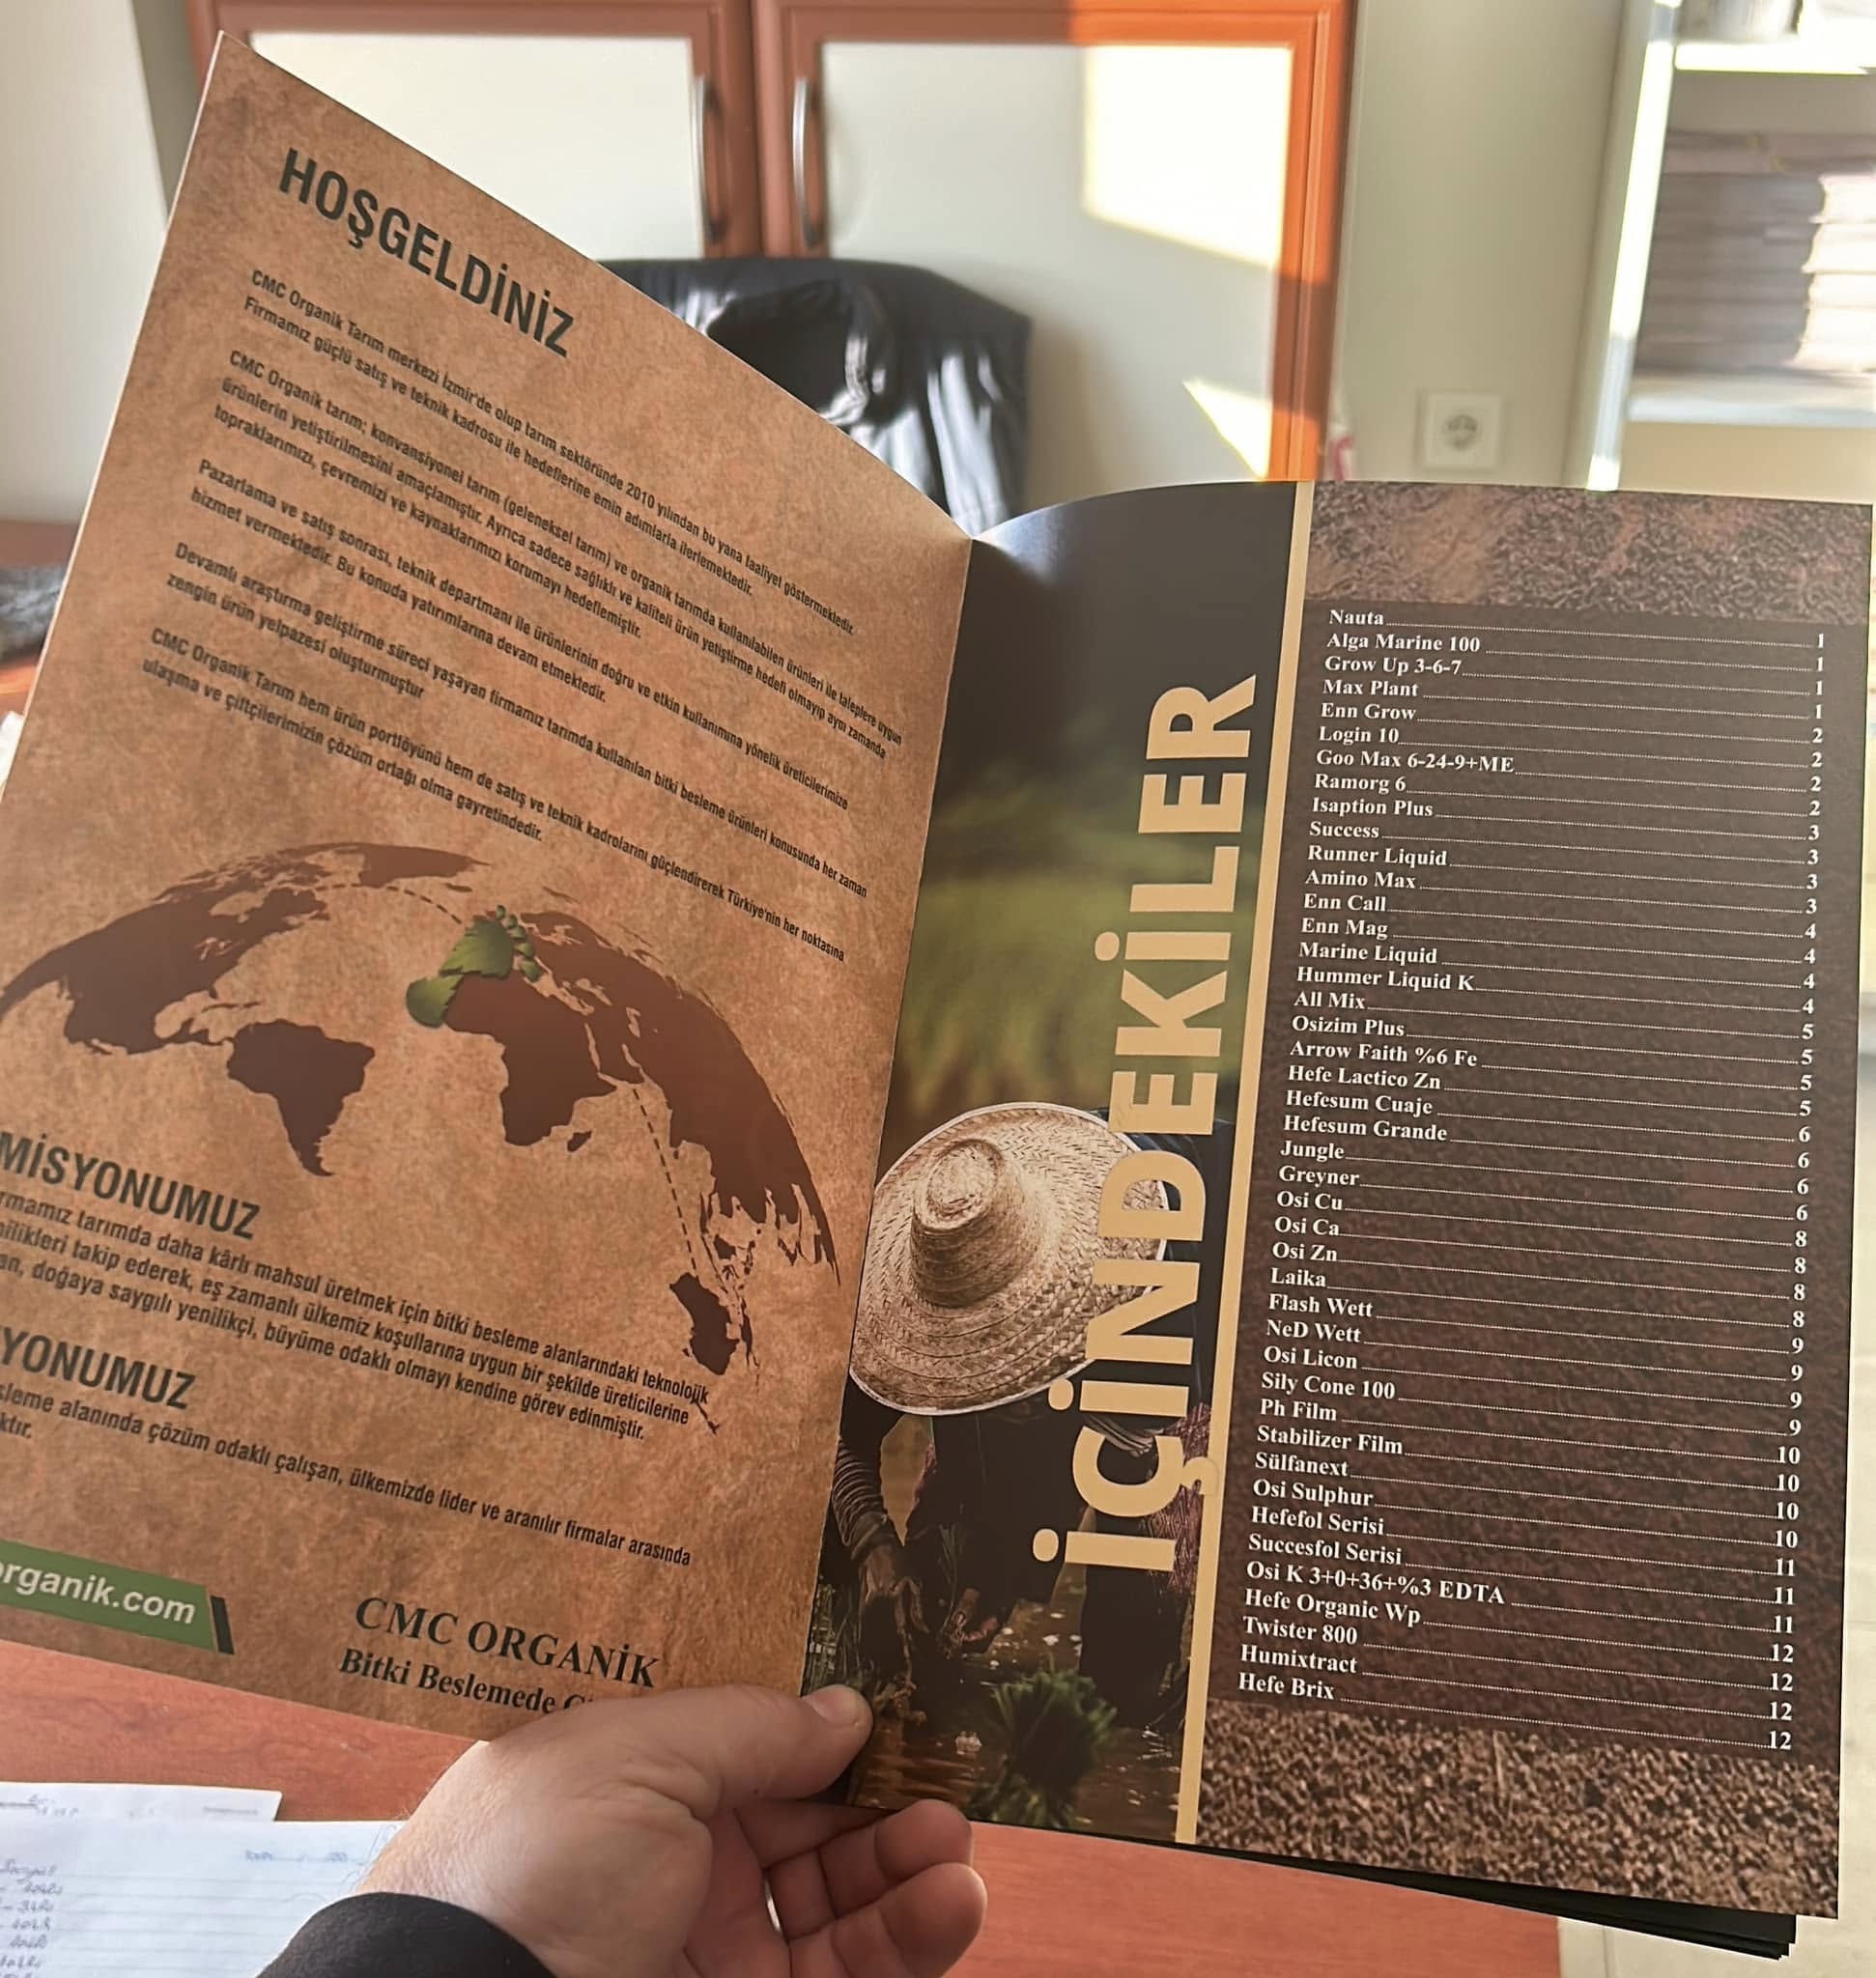 HOŞGELDİNİZ
CMC Organik Tarım merkezi İzmir'de olup tarım sektöründe 2010 yılından bu yana faaliyet göstermektedir.
Firmamız güçlü satış ve teknik kadrosu ile hedeflerine emin adımlarla ilerlemektedir.
CMC Organik tarım; konvansiyonel tarım (geleneksel tarım) ve organik tarımda kullanılabilen ürünleri ile taleplere uygun
ürünlerin yetiştirilmesini amaçlamıştır. Ayrıca sadece sağlıklı ve kaliteli ürün yetiştirme hedefi olmayıp aynı zamanda
topraklarımızı, çevremizi ve kaynaklarımızı korumayı hedeflemiştir.
Pazarlama ve satış sonrası, teknik departmanı ile ürünlerinin doğru ve etkin kullanımına yönelik üreticilerimize
hizmet vermektedir. Bu konuda yatırımlarına devam etmektedir.
Devamlı araştırma geliştirme süreci yaşayan firmamız tarımda kullanılan bitki besleme ürünleri konusunda her zaman
zengin ürün yelpazesi oluşturmuştur
CMC Organik Tarım hem ürün portföyünü hem de satış ve teknik kadrolarını güçlendirerek Türkiye'nin her noktasına
ulaşma ve çiftçilerimizin çözüm ortağı olma gayretindedir.
MİSYONUMUZ
rmamız tarımda daha kârlı mahsul üretmek için bitki besleme alanlarındaki teknolojik
nilikleri takip ederek, eş zamanlı ülkemiz koşullarına uygun bir şekilde üreticilerine
an, doğaya saygılı yenilikçi, büyüme odaklı olmayı kendine görev edinmiştir.
YONUMUZ
sleme alanında çözüm odaklı çalışan, ülkemizde lider ve aranılır firmalar arasında
ktır.
organik.com
CMC ORGANİK
Bitki Beslemede
İÇİNDEKİLER
Nauta 1
Alga Marine 100 1
Grow Up 3-6-7 1
Max Plant 1
Enn Grow 2
Login 10 2
Goo Max 6-24-9+ME 2
Ramorg 6 2
Isaption Plus 3
Success 3
Runner Liquid 3
Amino Max 3
Enn Call 4
Enn Mag 4
Marine Liquid 4
Hummer Liquid K 4
All Mix 5
Osizim Plus 5
Arrow Faith %6 Fe 5
Hefe Lactico Zn 5
Hefesum Cuaje 6
Hefesum Grande 6
Jungle 6
Greyner 6
Osi Cu 8
Osi Ca 8
Osi Zn 8
Laika 8
Flash Wett 9
NeD Wett 9
Osi Licon 9
Sily Cone 100 9
Ph Film 10
Stabilizer Film 10
Sülfanext 10
Osi Sulphur 10
Hefefol Serisi 11
Succesfol Serisi 11
Osi K 3+0+36+%3 EDTA 11
Hefe Organic Wp 12
Twister 800 12
Humixtract 12
Hefe Brix 12